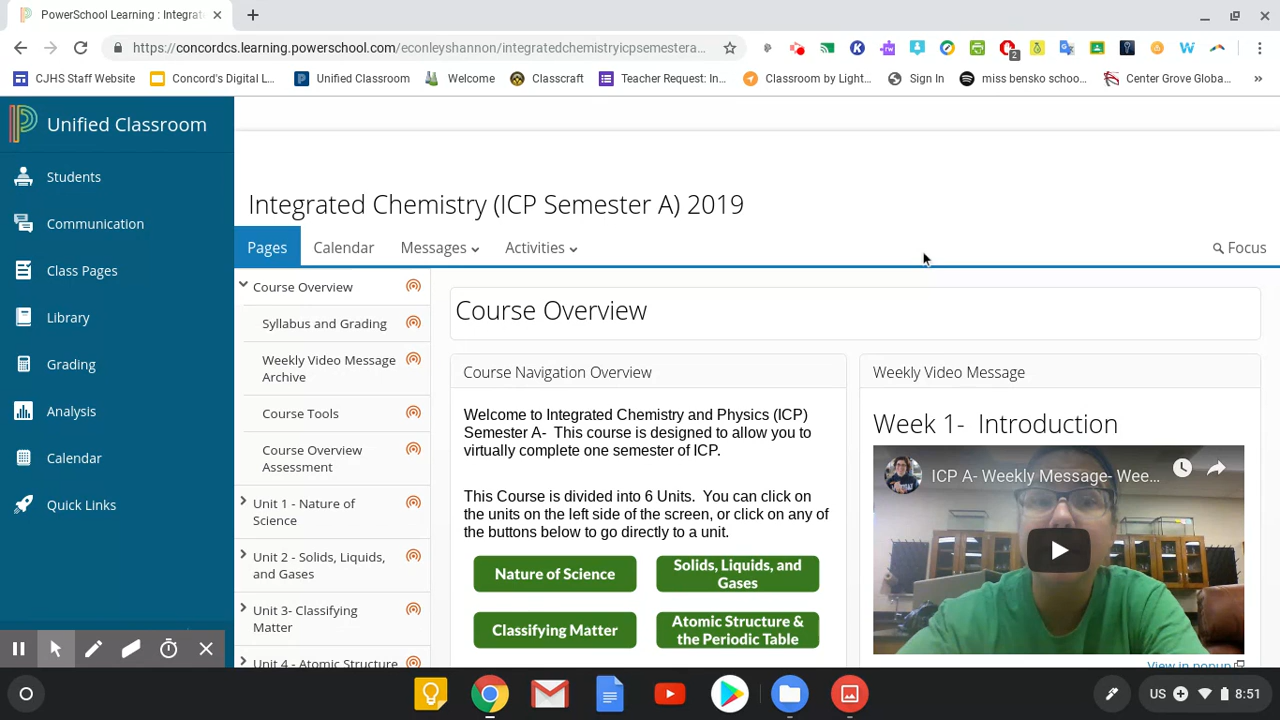 PowerSchool Learning : Integrat
https://concordcs.learning.powerschool.com/econleyshannon/integratedchemistryicpsemestera...
2
CJHS Staff Website
Concord's Digital L...
Unified Classroom
Welcome
Classcraft
Teacher Request: In...
Classroom by Light...
Sign In
miss bensko schoo...
Center Grove Globa...
»
Unified Classroom
Students
Communication
Class Pages
Library
Grading
Analysis
Calendar
Quick Links
Integrated Chemistry (ICP Semester A) 2019
Pages
Calendar
Messages
Activities
Focus
Course Overview
Syllabus and Grading
Weekly Video Message
Archive
Course Tools
Course Overview
Assessment
Unit 1 - Nature of
Science
Unit 2 - Solids, Liquids,
and Gases
Unit 3- Classifying
Matter
Unit 4 - Atomic Structure
Course Overview
Course Navigation Overview
Welcome to Integrated Chemistry and Physics (ICP)
Semester A-  This course is designed to allow you to
virtually complete one semester of ICP.
This Course is divided into 6 Units.  You can click on
the units on the left side of the screen, or click on any of
the buttons below to go directly to a unit.
Nature of Science
Solids, Liquids, and
Gases
Classifying Matter
Atomic Structure &
the Periodic Table
Weekly Video Message
Week 1-  Introduction
ICP A- Weekly Message- Wee...
View in popup
US
8:51